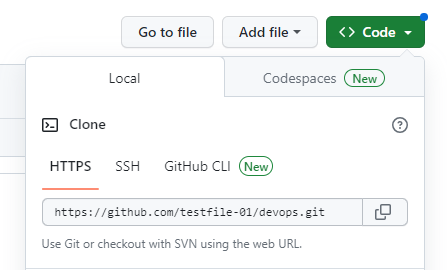 Go to file Add file <> Code
Local Codespaces New
Clone
HTTPS SSH GitHub CLI New
https://github.com/testfile-01/devops.git
Use Git or checkout with SVN using the web URL.